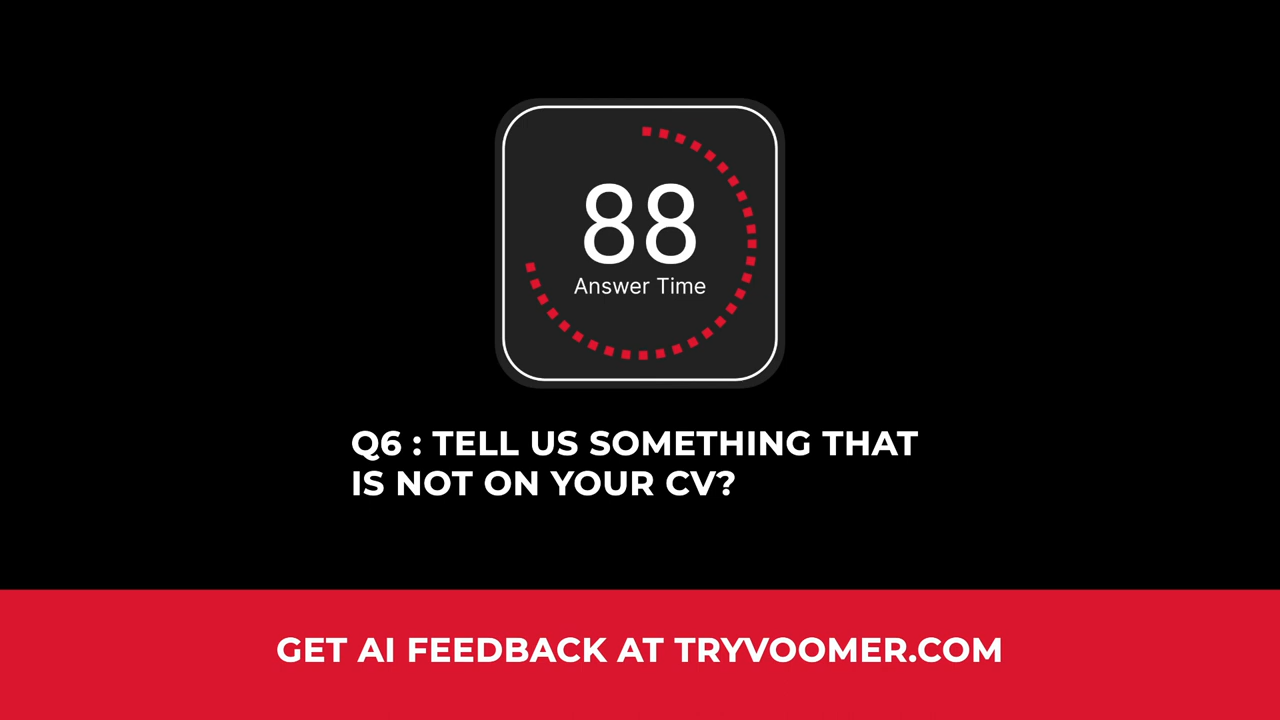 88
Answer Time
Q6 : TELL US SOMETHING THAT
IS NOT ON YOUR CV?
GET AI FEEDBACK AT TRYVOOMER.COM